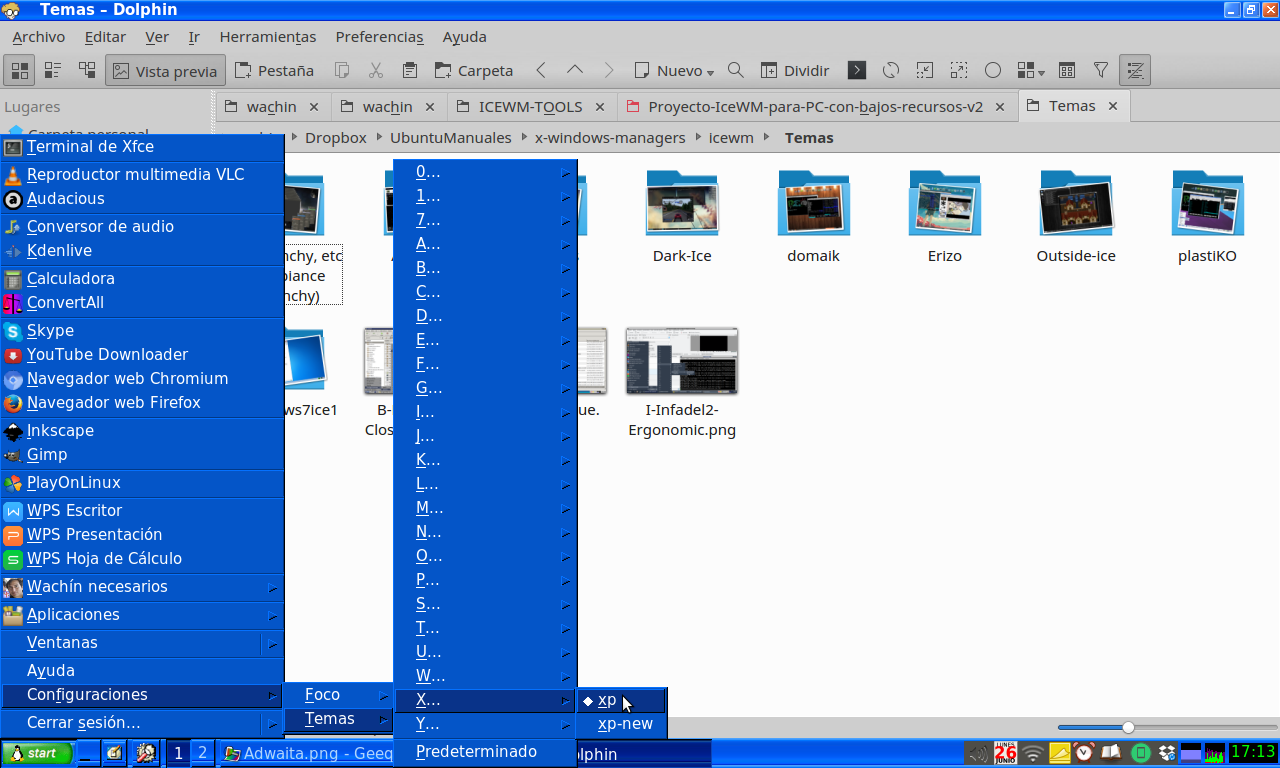 Temas – Dolphin
Archivo Editar Ver Ir Herramientas Preferencias Ayuda
Vista previa Pestaña Carpeta Nuevo Dividir
Lugares
wachin wachin ICEWM-TOOLS Proyecto-IceWM-para-PC-con-bajos-recursos-v2 Temas
Carpeta personal
Dropbox UbuntuManuales x-windows-managers icewm Temas
Terminal de Xfce
Reproductor multimedia VLC
Audacious
Conversor de audio
Kdenlive
Calculadora
ConvertAll
Skype
YouTube Downloader
Navegador web Chromium
Navegador web Firefox
Inkscape
Gimp
PlayOnLinux
WPS Escritor
WPS Presentación
WPS Hoja de Cálculo
Wachín necesarios
Aplicaciones
Ventanas
Ayuda
Configuraciones
Cerrar sesión...
Foco
Temas
0...
1...
7...
A...
B...
C...
D...
E...
F...
G...
I...
J...
K...
L...
M...
N...
O...
P...
S...
T...
U...
W...
X...
Y...
Predeterminado
xp
xp-new
nchy, etc
biance
nchy)
Dark-Ice
domaik
Erizo
Outside-ice
plastiKO
ws7ice1
B-
Clos
ue.
I-Infadel2-
Ergonomic.png
start
1 2
Adwaita.png - Geeq
olphin
LUNES
26
JUNIO
17:13